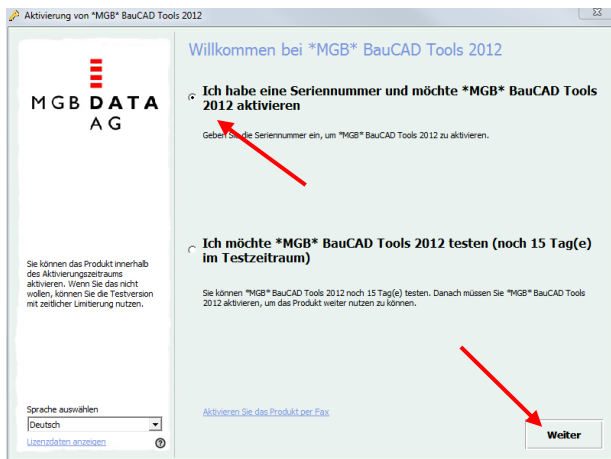 Aktivierung von *MGB* BauCAD Tools 2012
MGB DATA
AG
Sie können das Produkt innerhalb
des Aktivierungszeitraums
aktivieren. Wenn Sie das nicht
wollen, können Sie die Testversion
mit zeitlicher Limitierung nutzen.
Sprache auswählen
Deutsch
Lizenzdaten anzeigen
Willkommen bei *MGB* BauCAD Tools 2012
Ich habe eine Seriennummer und möchte *MGB* BauCAD Tools
2012 aktivieren
Geben Sie die Seriennummer ein, um *MGB* BauCAD Tools 2012 zu aktivieren.
Ich möchte *MGB* BauCAD Tools 2012 testen (noch 15 Tag(e)
im Testzeitraum)
Sie können *MGB* BauCAD Tools 2012 noch 15 Tag(e) testen. Danach müssen Sie *MGB* BauCAD Tools
2012 aktivieren, um das Produkt weiter nutzen zu können.
Aktivieren Sie das Produkt per Fax
Weiter